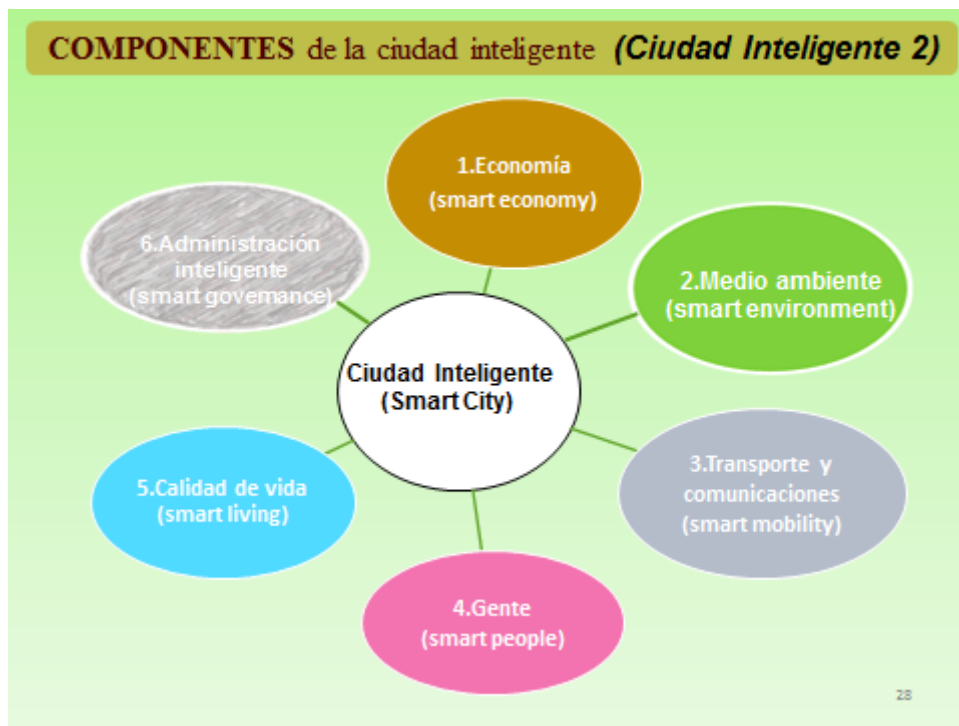 COMPONENTES de la ciudad inteligente (Ciudad Inteligente 2)
1.Economía
(smart economy)
2.Medio ambiente
(smart environment)
3.Transporte y
comunicaciones
(smart mobility)
4.Gente
(smart people)
5.Calidad de vida
(smart living)
6.Administración
inteligente
(smart governance)
Ciudad Inteligente
(Smart City)
28